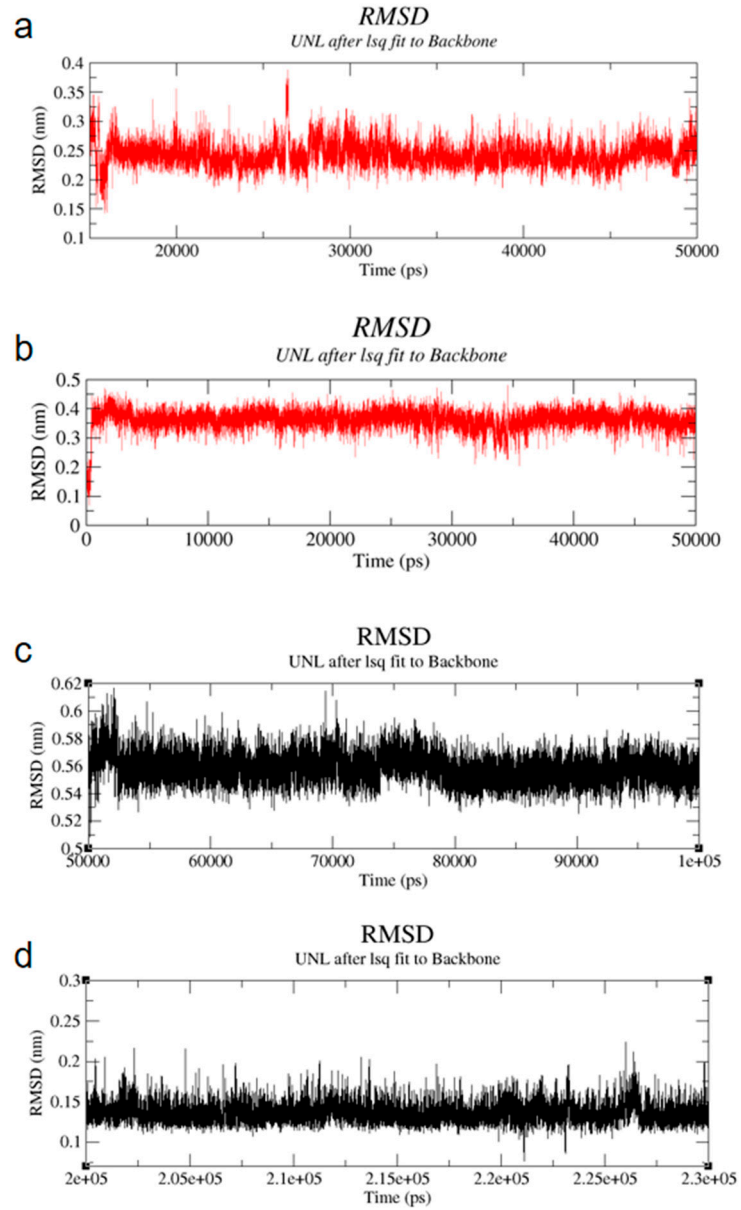 a
RMSD
UNL after lsq fit to Backbone
0.4
0.35
0.3
0.25
0.2
0.15
0.1
RMSD (nm)
20000 30000 40000 50000
Time (ps)
b
RMSD
UNL after lsq fit to Backbone
0.5
0.4
0.3
0.2
0.1
0
RMSD (nm)
0 10000 20000 30000 40000 50000
Time (ps)
c
RMSD
UNL after lsq fit to Backbone
0.62
0.6
0.58
0.56
0.54
0.52
0.5
RMSD (nm)
50000 60000 70000 80000 90000 1e+05
Time (ps)
d
RMSD
UNL after lsq fit to Backbone
0.3
0.25
0.2
0.15
0.1
RMSD (nm)
2e+05 2.05e+05 2.1e+05 2.15e+05 2.2e+05 2.25e+05 2.3e+05
Time (ps)